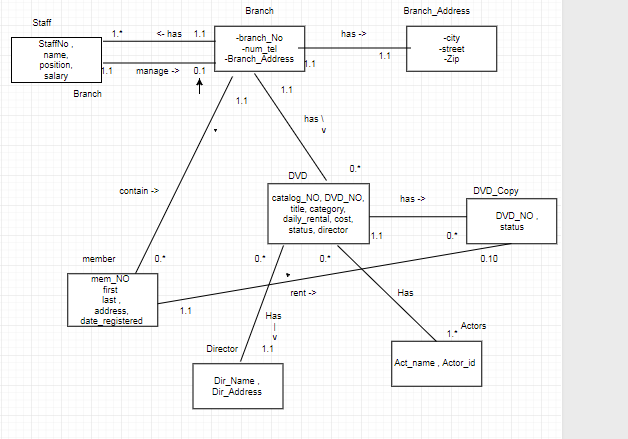 Branch
Branch_Address
Staff
1.*
<- has
1.1
has ->
StaffNo ,
name,
position,
salary
-branch_No
-num_tel
-Branch_Address
-city
-street
-Zip
1.1
1.1
manage ->
0.1
1.1
Branch
1.1
1.1
has \
v
0.*
DVD
contain ->
catalog_NO, DVD_NO,
title, category,
daily_rental, cost,
status, director
has ->
DVD_Copy
DVD_NO ,
status
1.1
0.*
member
0.*
0.*
0.*
0.10
mem_NO
first
last ,
address,
date_registered
rent ->
Has
1.1
Has
|
v
Actors
1.*
Director
1.1
Act_name , Actor_id
Dir_Name ,
Dir_Address